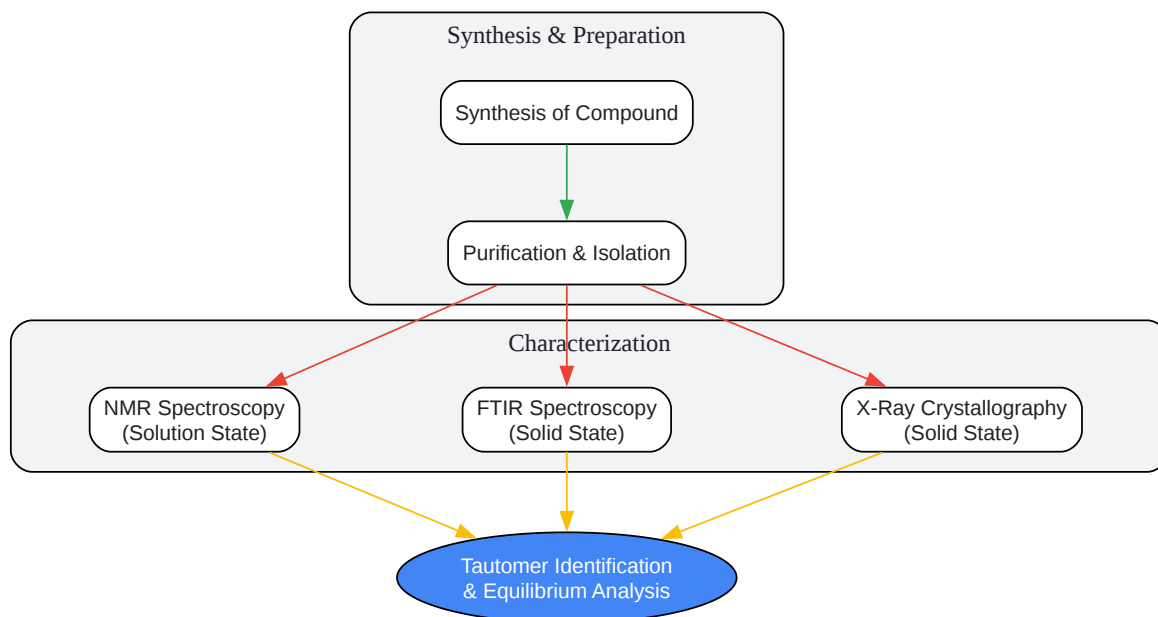 Synthesis & Preparation
Synthesis of Compound
Purification & Isolation
Characterization
NMR Spectroscopy
(Solution State)
FTIR Spectroscopy
(Solid State)
X-Ray Crystallography
(Solid State)
Tautomer Identification
& Equilibrium Analysis